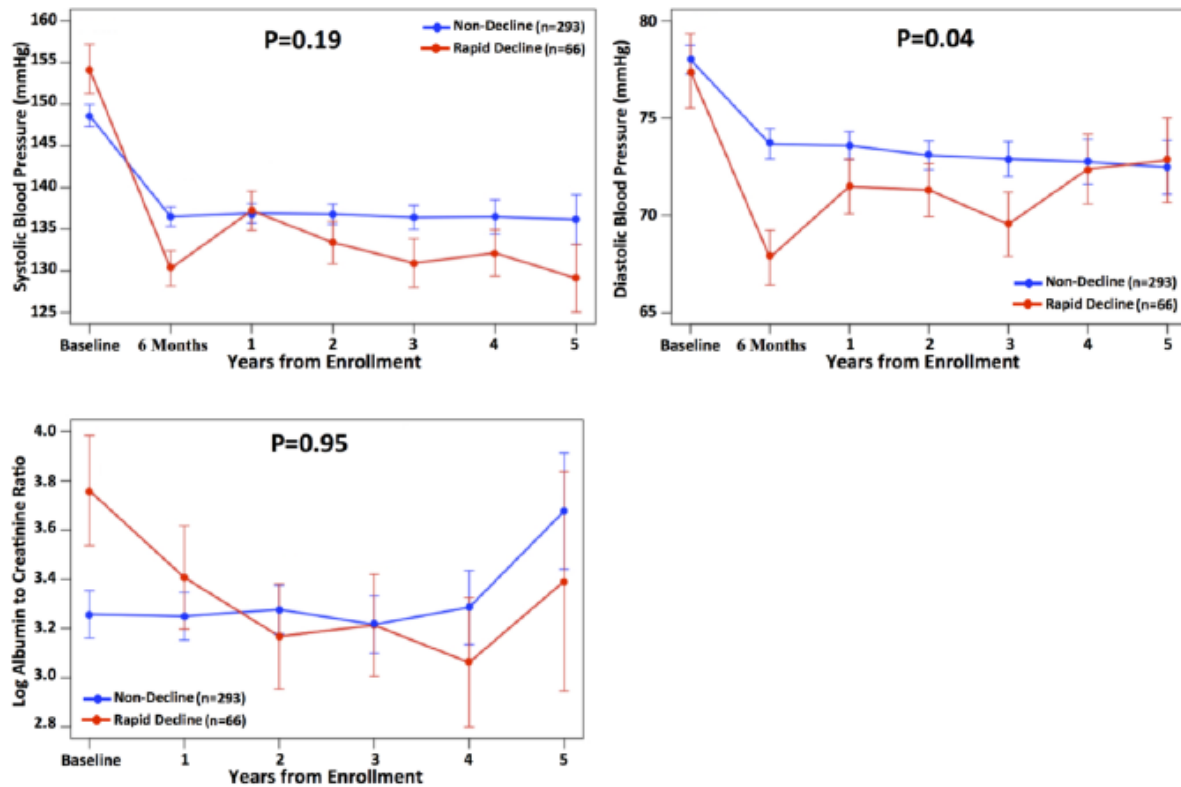 P=0.19
Non-Decline (n=293)
Rapid Decline (n=66)
Systolic Blood Pressure (mmHg)
160
155
150
145
140
135
130
125
Baseline 6 Months 1 2 3 4 5
Years from Enrollment
P=0.04
Diastolic Blood Pressure (mmHg)
80
75
70
65
Non-Decline (n=293)
Rapid Decline (n=66)
Baseline 6 Months 1 2 3 4 5
Years from Enrollment
P=0.95
Log Albumin to Creatinine Ratio
4.0
3.8
3.6
3.4
3.2
3.0
2.8
Non-Decline (n=293)
Rapid Decline (n=66)
Baseline 1 2 3 4 5
Years from Enrollment